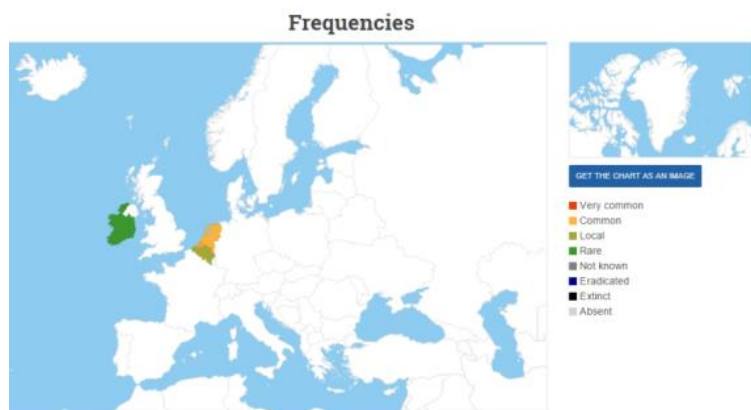 Frequencies
GET THE CHART AS AN IMAGE
Very common
Common
Local
Rare
Not known
Eradicated
Extinct
Absent